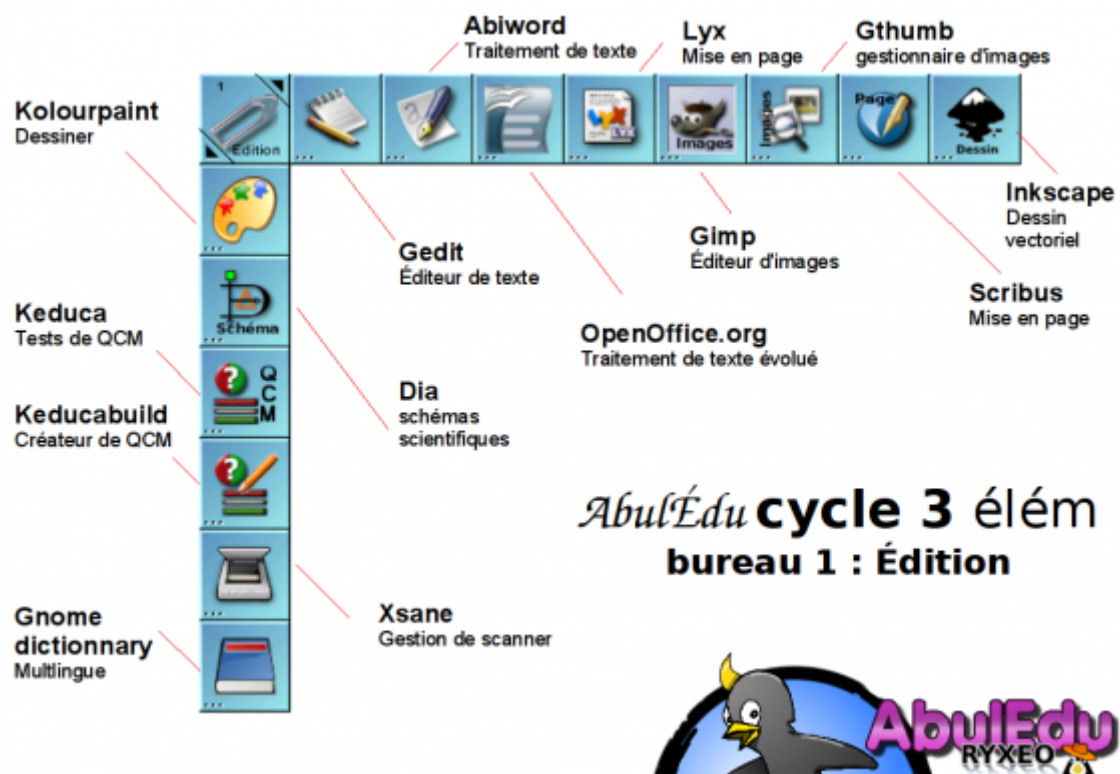 Abiword
Traitement de texte
Lyx
Mise en page
Gthumb
gestionnaire d'images
Kolourpaint
Dessiner
1
Édition
LYX
Images
Images
Page
Dessin
Inkscape
Dessin
vectoriel
Gedit
Éditeur de texte
Gimp
Éditeur d'images
Scribus
Mise en page
Schéma
OpenOffice.org
Traitement de texte évolué
Keduca
Tests de QCM
Q
C
M
Dia
schémas
scientifiques
Keducabuild
Créateur de QCM
AbulÉdu cycle 3 élém
bureau 1 : Édition
Xsane
Gestion de scanner
Gnome
dictionnary
Multlingue
AbulEdu
RYXEO